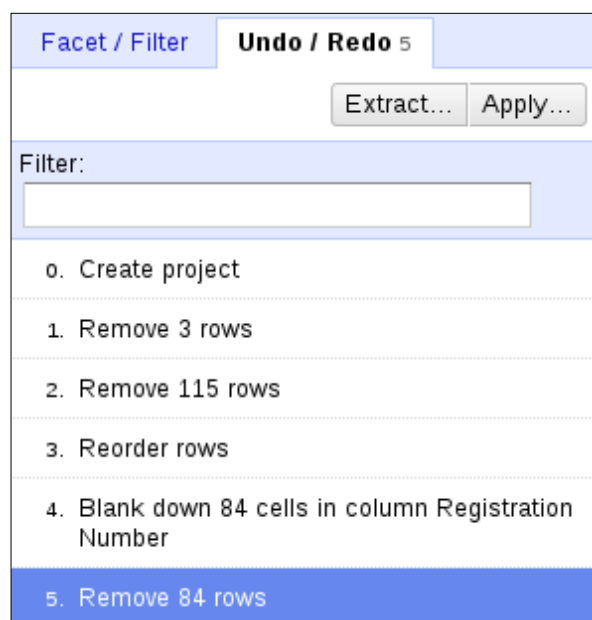 Facet / Filter Undo / Redo 5
Extract... Apply...
Filter:
0. Create project
1. Remove 3 rows
2. Remove 115 rows
3. Reorder rows
4. Blank down 84 cells in column Registration
Number
5. Remove 84 rows